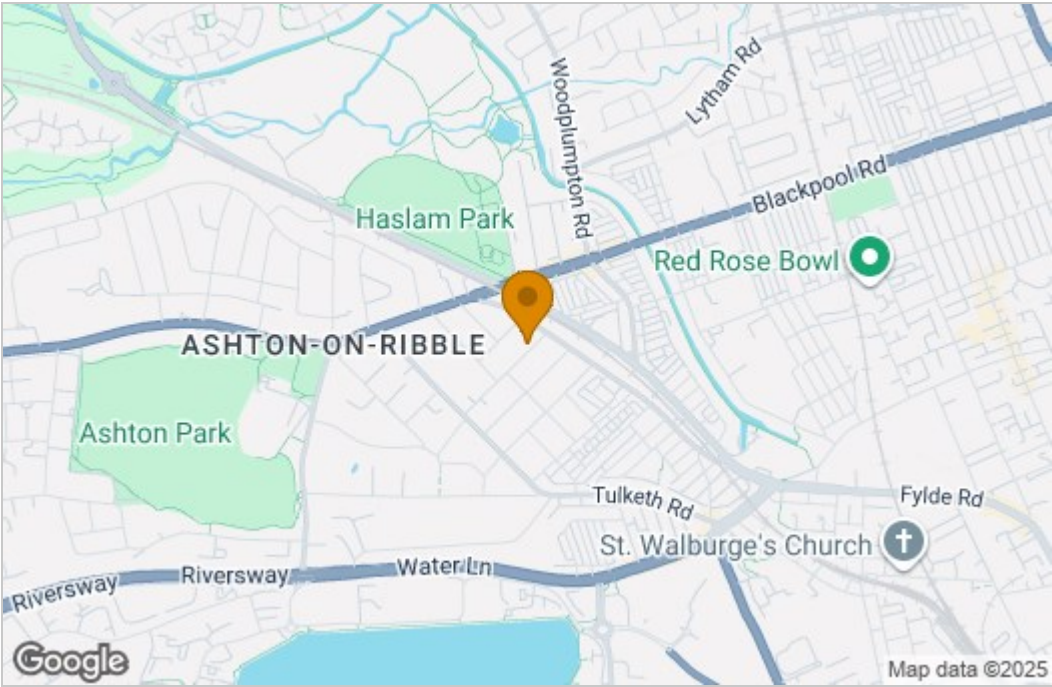 Woodplumpton Rd
Lytham Rd
Blackpool Rd
Haslam Park
Red Rose Bowl
ASHTON-ON-RIBBLE
Ashton Park
Tulketh Rd
Fylde Rd
St. Walburge's Church
Water Ln
Riversway
Riversway
Google
Map data ©2025